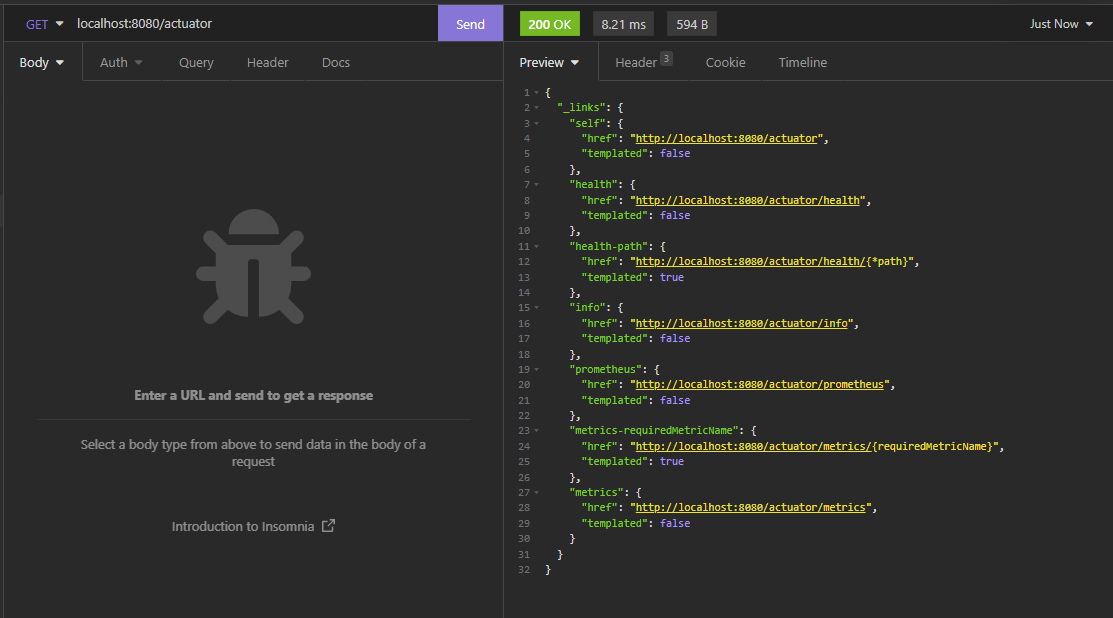 GET localhost:8080/actuator Send 200 OK 8.21 ms 594 B Just Now
Body Auth Query Header Docs Preview Header 3 Cookie Timeline
Enter a URL and send to get a response
Select a body type from above to send data in the body of a
request
Introduction to Insomnia
1 {
2 "_links": {
3 "self": {
4 "href": "http://localhost:8080/actuator",
5 "templated": false
6 },
7 "health": {
8 "href": "http://localhost:8080/actuator/health",
9 "templated": false
10 },
11 "health-path": {
12 "href": "http://localhost:8080/actuator/health/{*path}",
13 "templated": true
14 },
15 "info": {
16 "href": "http://localhost:8080/actuator/info",
17 "templated": false
18 },
19 "prometheus": {
20 "href": "http://localhost:8080/actuator/prometheus",
21 "templated": false
22 },
23 "metrics-requiredMetricName": {
24 "href": "http://localhost:8080/actuator/metrics/{requiredMetricName}",
25 "templated": true
26 },
27 "metrics": {
28 "href": "http://localhost:8080/actuator/metrics",
29 "templated": false
30 }
31 }
32 }